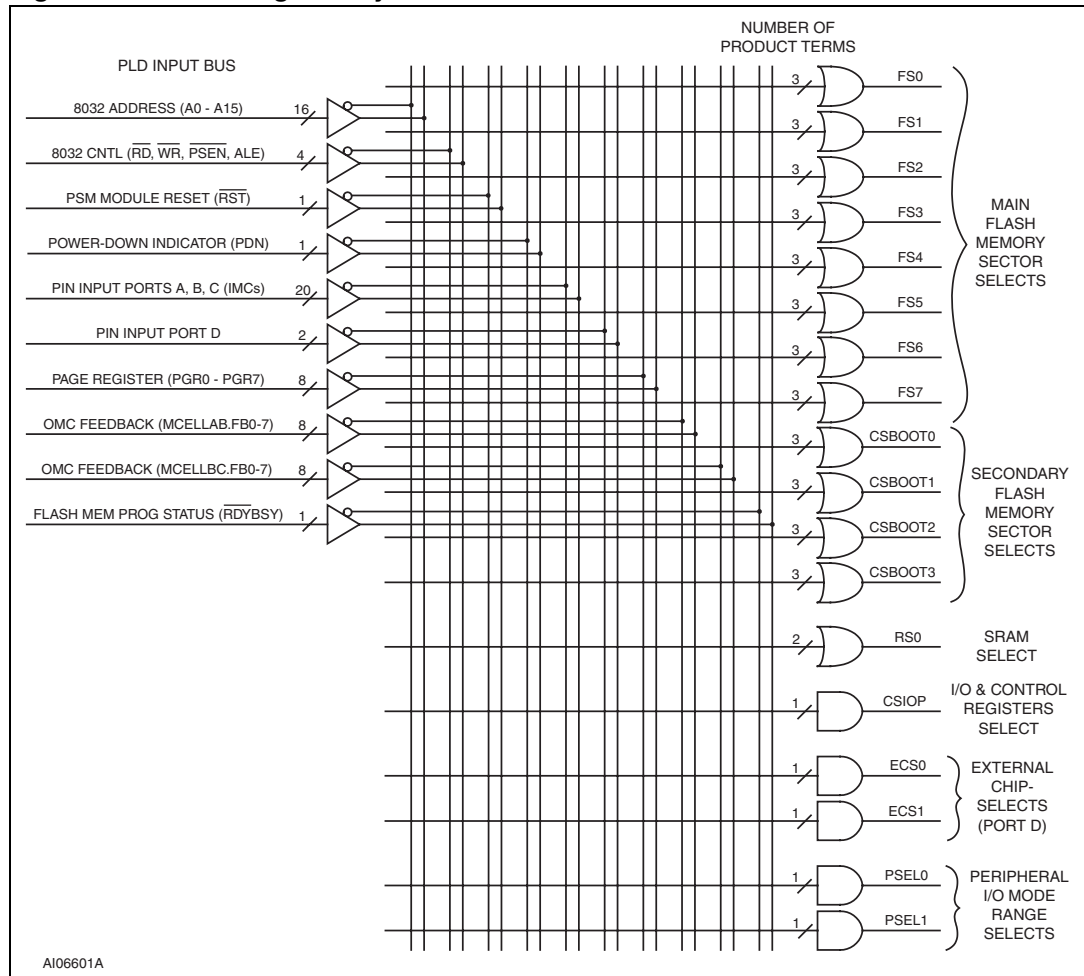 NUMBER OF
PRODUCT TERMS
PLD INPUT BUS
8032 ADDRESS (A0 - A15)
16
8032 CNTL (R̅D̅, W̅R̅, P̅S̅E̅N̅, ALE)
4
PSM MODULE RESET (R̅S̅T̅)
1
POWER-DOWN INDICATOR (PDN)
1
PIN INPUT PORTS A, B, C (IMCs)
20
PIN INPUT PORT D
2
PAGE REGISTER (PGR0 - PGR7)
8
OMC FEEDBACK (MCELLAB.FB0-7)
8
OMC FEEDBACK (MCELLBC.FB0-7)
8
FLASH MEM PROG STATUS (R̅D̅Y̅BSY)
1
3 FS0
3 FS1
3 FS2
3 FS3
3 FS4
3 FS5
3 FS6
3 FS7
MAIN
FLASH
MEMORY
SECTOR
SELECTS
3 CSBOOT0
3 CSBOOT1
3 CSBOOT2
3 CSBOOT3
SECONDARY
FLASH
MEMORY
SECTOR
SELECTS
2 RS0
SRAM
SELECT
1 CSIOP
I/O & CONTROL
REGISTERS
SELECT
1 ECS0
1 ECS1
EXTERNAL
CHIP-
SELECTS
(PORT D)
1 PSEL0
1 PSEL1
PERIPHERAL
I/O MODE
RANGE
SELECTS
AI06601A